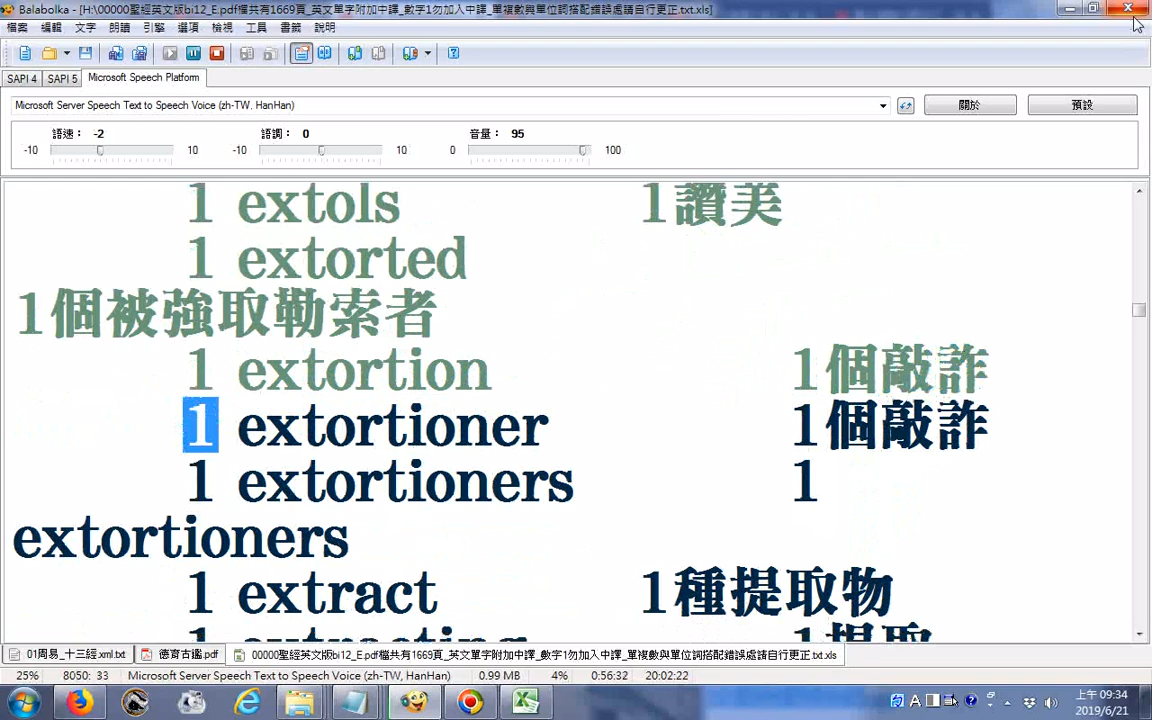 Balabolka - [H:\00000聖經英文版bi12_E.pdf檔共有1669頁_英文單字附加中譯_數字1勿加入中譯_單複數與單位詞搭配錯誤處請自行更正.txt.xls]
檔案 編輯 文字 朗讀 引擎 選項 檢視 工具 書籤 說明
SAPI 4 SAPI 5 Microsoft Speech Platform
Microsoft Server Speech Text to Speech Voice (zh-TW, HanHan) 關於 預設
語速： -2 語調： 0 音量： 95
-10 10 -10 10 0 100
1 extols 1讚美
1 extorted
1個被強取勒索者
1 extortion 1個敲詐
1 extortioner 1個敲詐
1 extortioners 1
extortioners
1 extract 1種提取物
1 extracting 1提取
01周易_十三經.xml.txt 德育古鑑.pdf 00000聖經英文版bi12_E.pdf檔共有1669頁_英文單字附加中譯_數字1勿加入中譯_單複數與單位詞搭配錯誤處請自行更正.txt.xls
25% 8050: 33 Microsoft Server Speech Text to Speech Voice (zh-TW, HanHan) 0.99 MB 4% 0:56:32 20:02:22
上午 09:34
2019/6/21